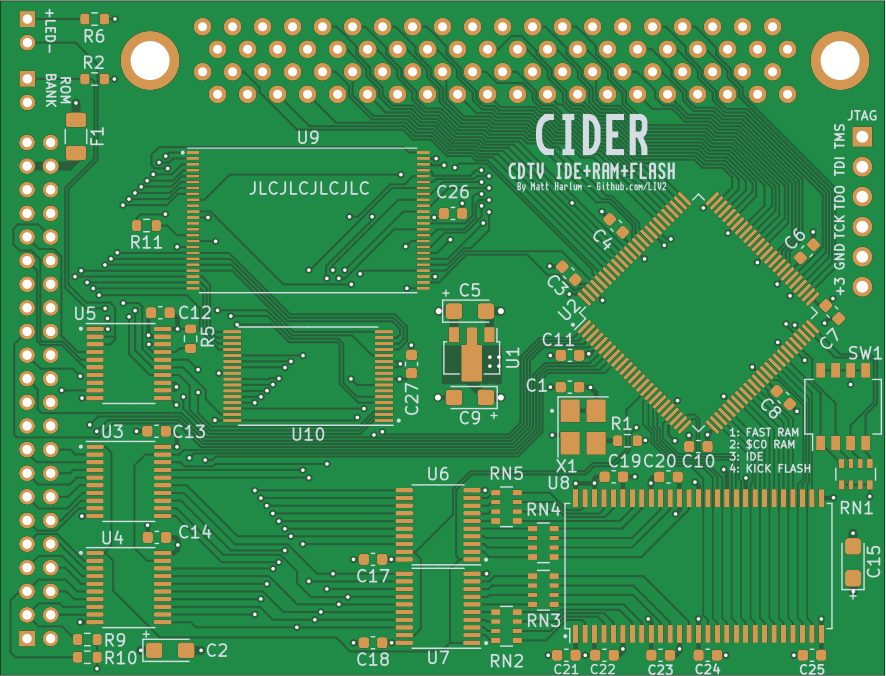 +LED-
R6
R2
ROM
BANK
F1
CIDER
CDTV IDE+RAM+FLASH
By Matt Harlum - Github.com/LIV2
JTAG
TMS
TDI
TDO
TCK
GND
+3
U9
JLCJLCJLCJLC
C26
R11
C4
C6
C3
U2
C7
U5
C12
R5
+
C5
U1
C11
C27
C1
C9
+
SW1
C8
U10
U3
C13
R1
X1
C10
1: FAST RAM
2: $C0 RAM
3: IDE
4: KICK FLASH
U6
RN5
U8
C19
C20
RN1
RN4
U4
C14
C17
C15
+
RN3
R9
R10
+
C2
C18
U7
RN2
C21
C22
C23
C24
C25